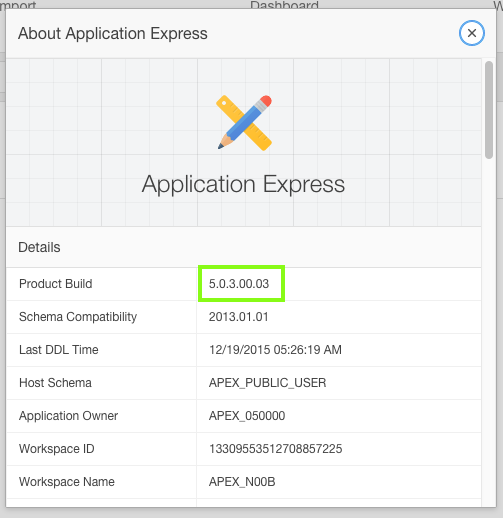 mport Dashboard W
About Application Express
Application Express
Details
Product Build 5.0.3.00.03
Schema Compatibility 2013.01.01
Last DDL Time 12/19/2015 05:26:19 AM
Host Schema APEX_PUBLIC_USER
Application Owner APEX_050000
Workspace ID 13309553512708857225
Workspace Name APEX_N00B